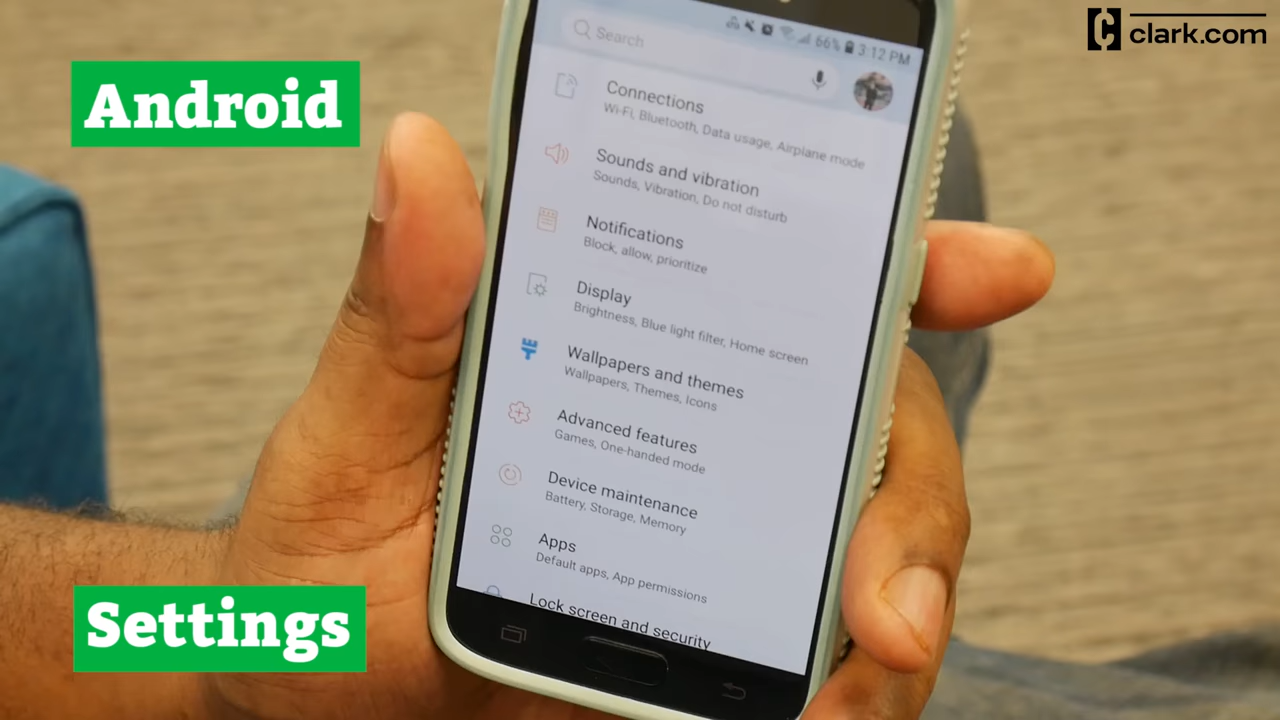 clark.com
Android
66% 3:12 PM
Search
Connections
Wi-Fi, Bluetooth, Data usage, Airplane mode
Sounds and vibration
Sounds, Vibration, Do not disturb
Notifications
Block, allow, prioritize
Display
Brightness, Blue light filter, Home screen
Wallpapers and themes
Wallpapers, Themes, Icons
Advanced features
Games, One-handed mode
Device maintenance
Battery, Storage, Memory
Apps
Default apps, App permissions
Lock screen and security
Settings